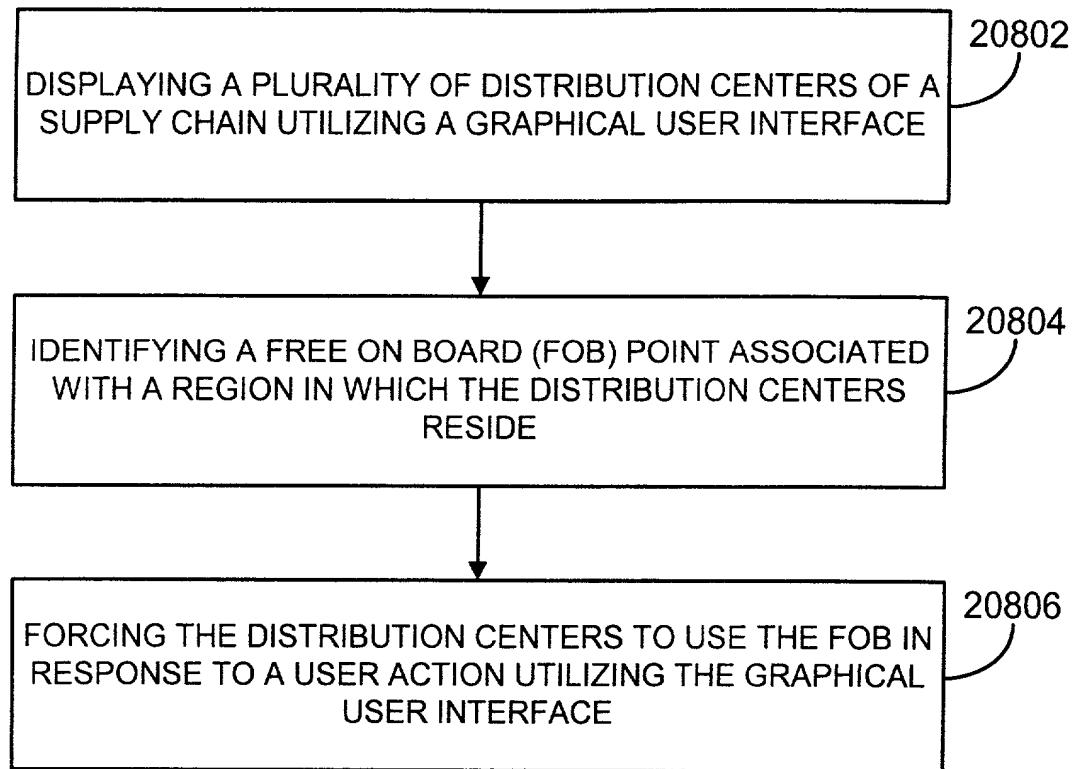 20802
DISPLAYING A PLURALITY OF DISTRIBUTION CENTERS OF A
SUPPLY CHAIN UTILIZING A GRAPHICAL USER INTERFACE
20804
IDENTIFYING A FREE ON BOARD (FOB) POINT ASSOCIATED
WITH A REGION IN WHICH THE DISTRIBUTION CENTERS
RESIDE
20806
FORCING THE DISTRIBUTION CENTERS TO USE THE FOB IN
RESPONSE TO A USER ACTION UTILIZING THE GRAPHICAL
USER INTERFACE